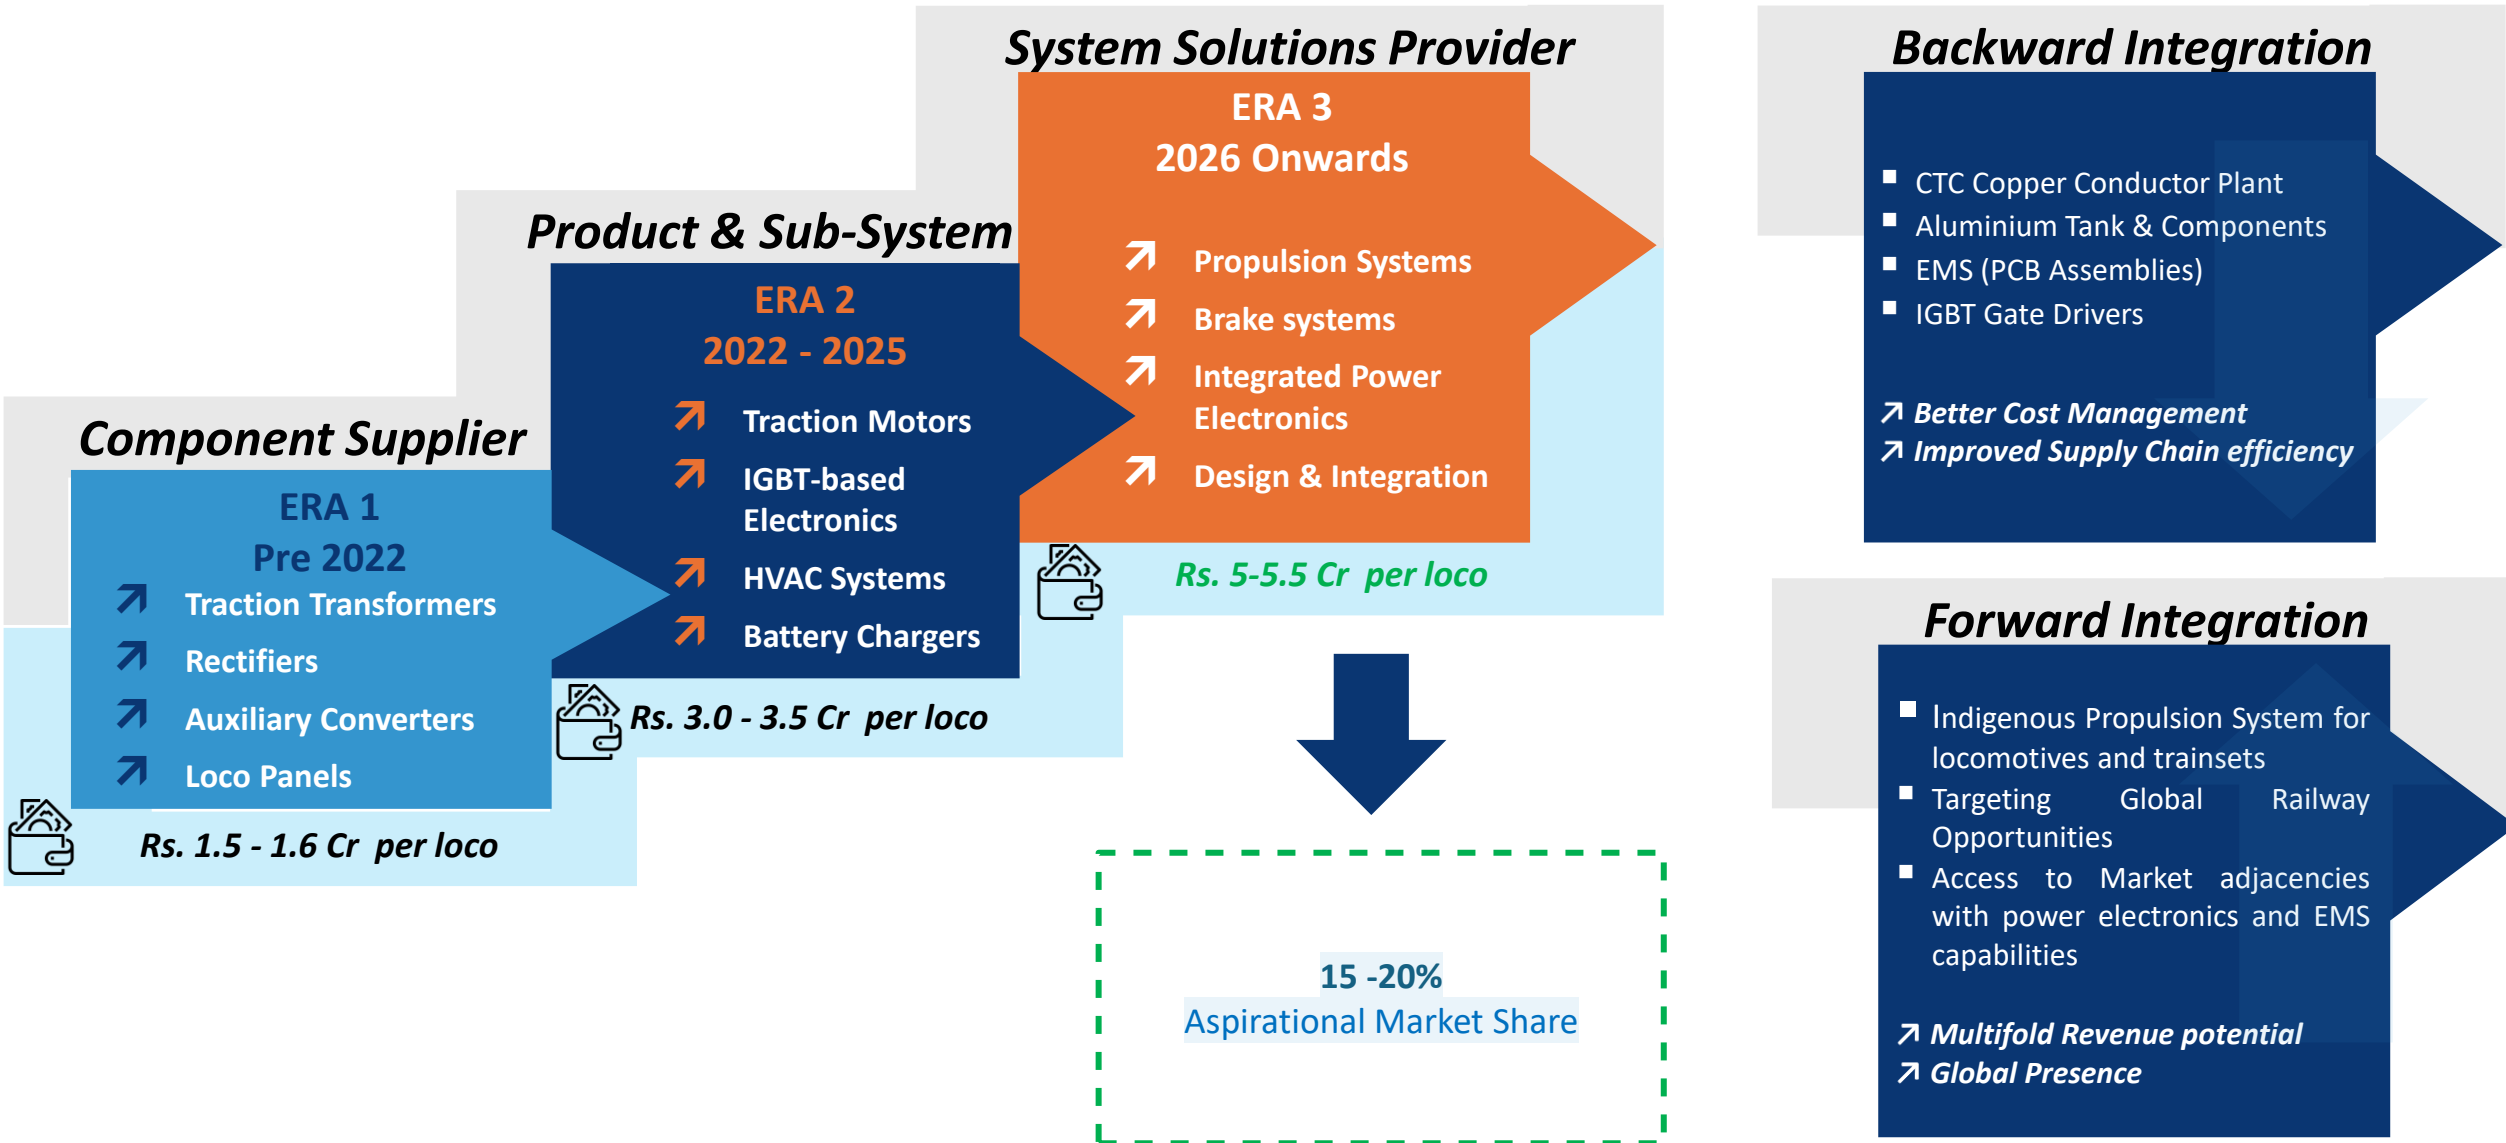 Component Supplier
ERA 1
Pre 2022
Traction Transformers
Rectifiers
Auxiliary Converters
Loco Panels
Rs. 1.5 - 1.6 Cr per loco
Product & Sub-System
ERA 2
2022 - 2025
Traction Motors
IGBT-based
Electronics
HVAC Systems
Battery Chargers
Rs. 3.0 - 3.5 Cr per loco
System Solutions Provider
ERA 3
2026 Onwards
Propulsion Systems
Brake systems
Integrated Power
Electronics
Design & Integration
Rs. 5-5.5 Cr per loco
15 -20%
Aspirational Market Share
Backward Integration
CTC Copper Conductor Plant
Aluminium Tank & Components
EMS (PCB Assemblies)
IGBT Gate Drivers
Better Cost Management
Improved Supply Chain efficiency
Forward Integration
Indigenous Propulsion System for
locomotives and trainsets
Targeting Global Railway
Opportunities
Access to Market adjacencies
with power electronics and EMS
capabilities
Multifold Revenue potential
Global Presence